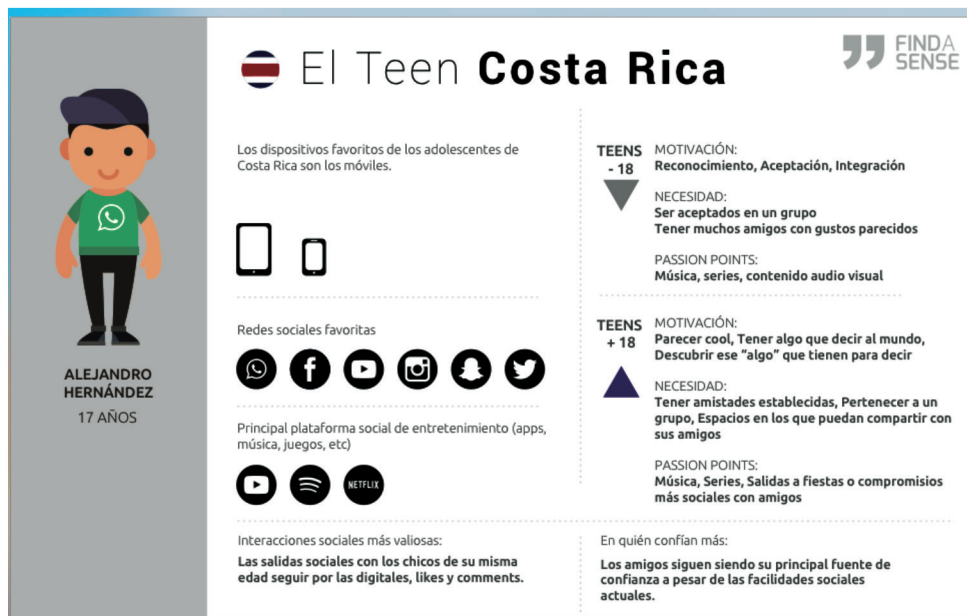 El Teen Costa Rica
FINDA
SENSE
ALEJANDRO
HERNÁNDEZ
17 AÑOS
Los dispositivos favoritos de los adolescentes de
Costa Rica son los móviles.
Redes sociales favoritas
Principal plataforma social de entretenimiento (apps,
música, juegos, etc)
NETFLIX
TEENS
- 18
MOTIVACIÓN:
Reconocimiento, Aceptación, Integración
NECESIDAD:
Ser aceptados en un grupo
Tener muchos amigos con gustos parecidos
PASSION POINTS:
Música, series, contenido audio visual
TEENS
+ 18
MOTIVACIÓN:
Parecer cool, Tener algo que decir al mundo,
Descubrir ese “algo” que tienen para decir
NECESIDAD:
Tener amistades establecidas, Pertenecer a un
grupo, Espacios en los que puedan compartir con
sus amigos
PASSION POINTS:
Música, Series, Salidas a fiestas o compromisios
más sociales con amigos
Interacciones sociales más valiosas:
Las salidas sociales con los chicos de su misma
edad seguir por las digitales, likes y comments.
En quién confían más:
Los amigos siguen siendo su principal fuente de
confianza a pesar de las facilidades sociales
actuales.